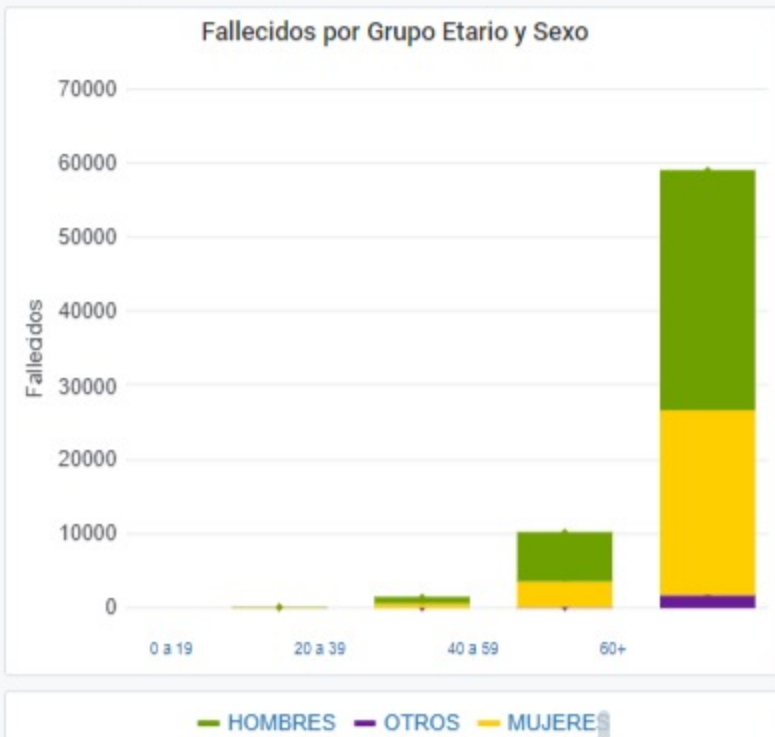 Fallecidos por Grupo Etario y Sexo
70000
60000
50000
40000
30000
20000
10000
0
Fallecidos
0 a 19
20 a 39
40 a 59
60+
HOMBRES OTROS MUJERES